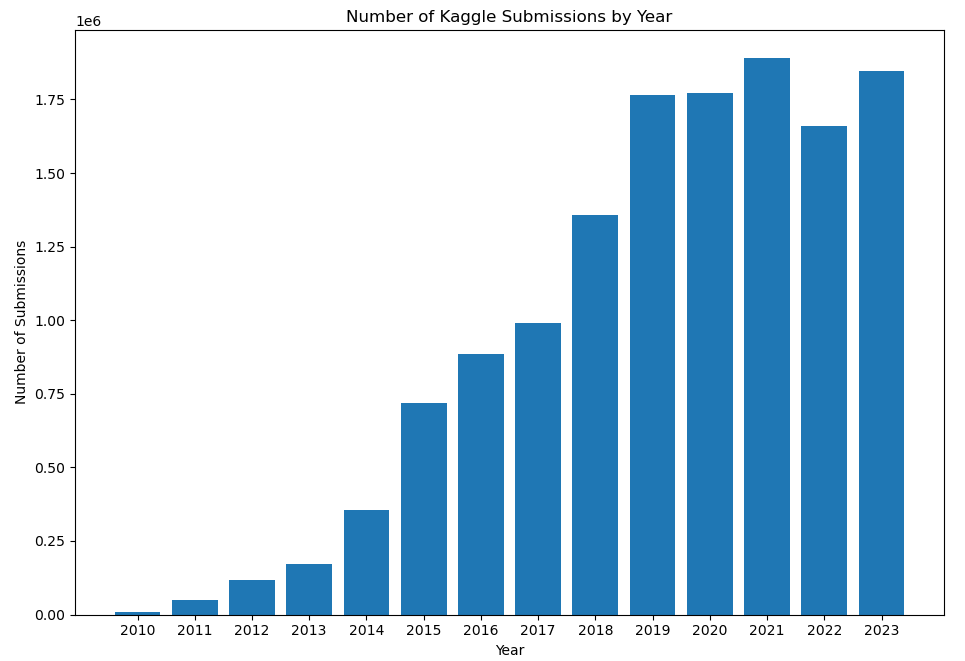 Number of Kaggle Submissions by Year
1e6
Number of Submissions
1.75
1.50
1.25
1.00
0.75
0.50
0.25
0.00
2010 2011 2012 2013 2014 2015 2016 2017 2018 2019 2020 2021 2022 2023
Year